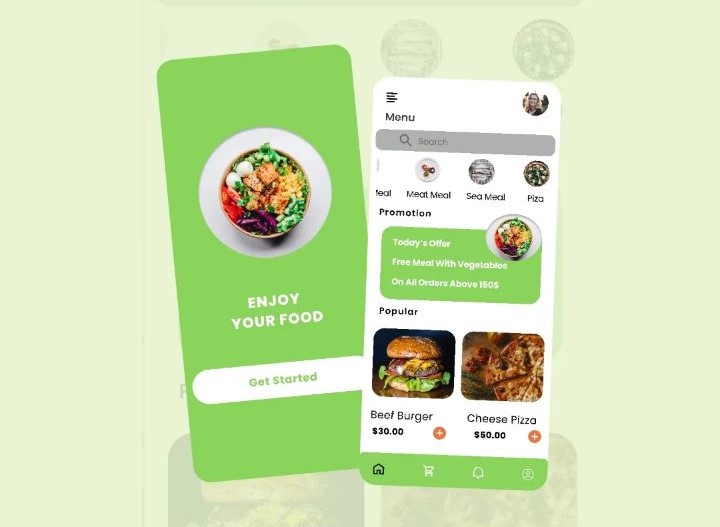 ENJOY
YOUR FOOD
Get Started
Menu
Search
Meat Meal
Sea Meal
Piza
Promotion
Today's Offer
Free Meal With Vegetables
On All Orders Above 150$
Popular
Beef Burger
Cheese Pizza
$30.00
$50.00